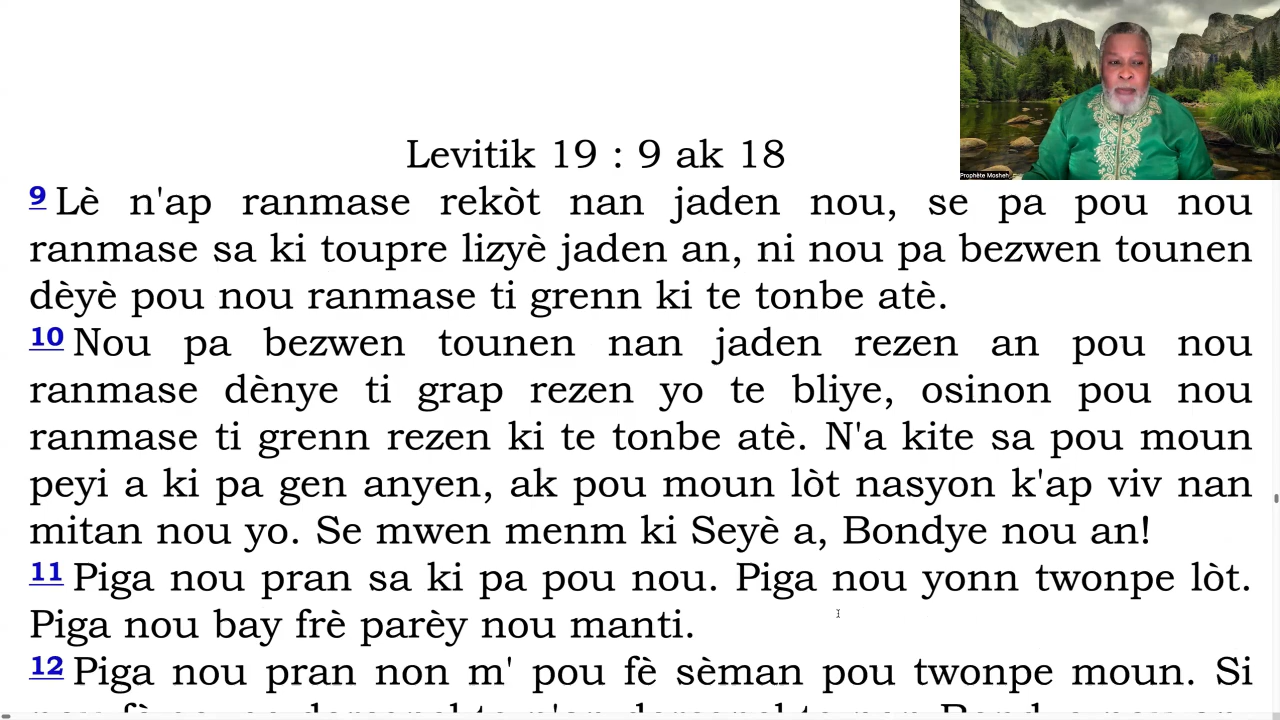 Prophète Mosheh
Levitik 19 : 9 ak 18
9 Lè n'ap ranmase rekòt nan jaden nou, se pa pou nou
ranmase sa ki toupre lizyè jaden an, ni nou pa bezwen tounen
dèyè pou nou ranmase ti grenn ki te tonbe atè.
10 Nou pa bezwen tounen nan jaden rezen an pou nou
ranmase dènye ti grap rezen yo te bliye, osinon pou nou
ranmase ti grenn rezen ki te tonbe atè. N'a kite sa pou moun
peyi a ki pa gen anyen, ak pou moun lòt nasyon k'ap viv nan
mitan nou yo. Se mwen menm ki Seyè a, Bondye nou an!
11 Piga nou pran sa ki pa pou nou. Piga nou yonn twonpe lòt.
Piga nou bay frè parèy nou manti.
12 Piga nou pran non m' pou fè sèman pou twonpe moun. Si